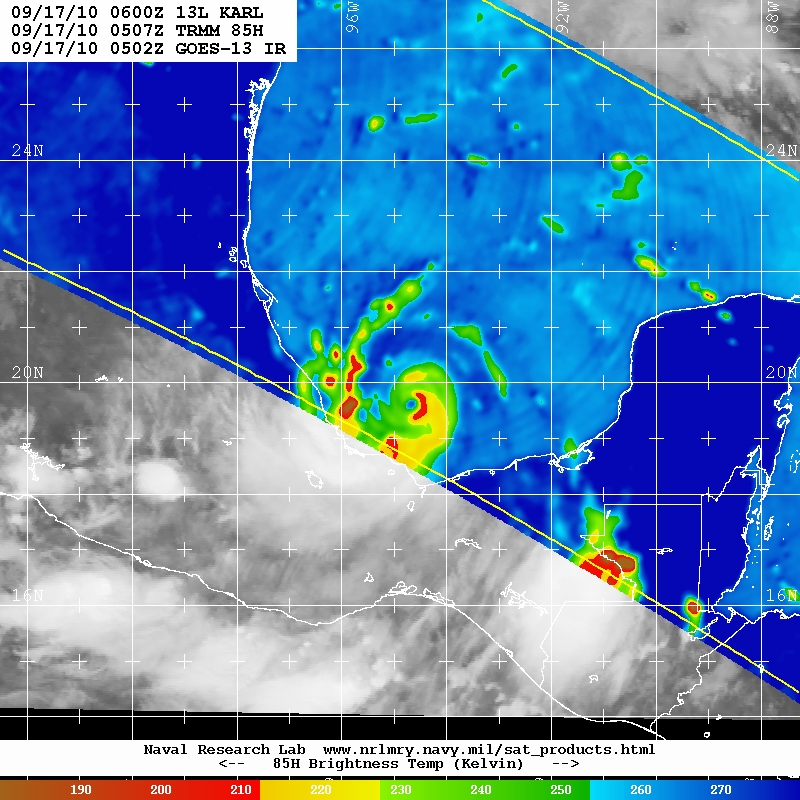 09/17/10 0600Z 13L KARL
09/17/10 0507Z TRMM 85H
09/17/10 0502Z GOES-13 IR
96W
92W
88W
24N
24N
20N
20N
16N
16N
Naval Research Lab www.nrlmry.navy.mil/sat_products.html
<-- 85H Brightness Temp (Kelvin) -->
190 200 210 220 230 240 250 260 270